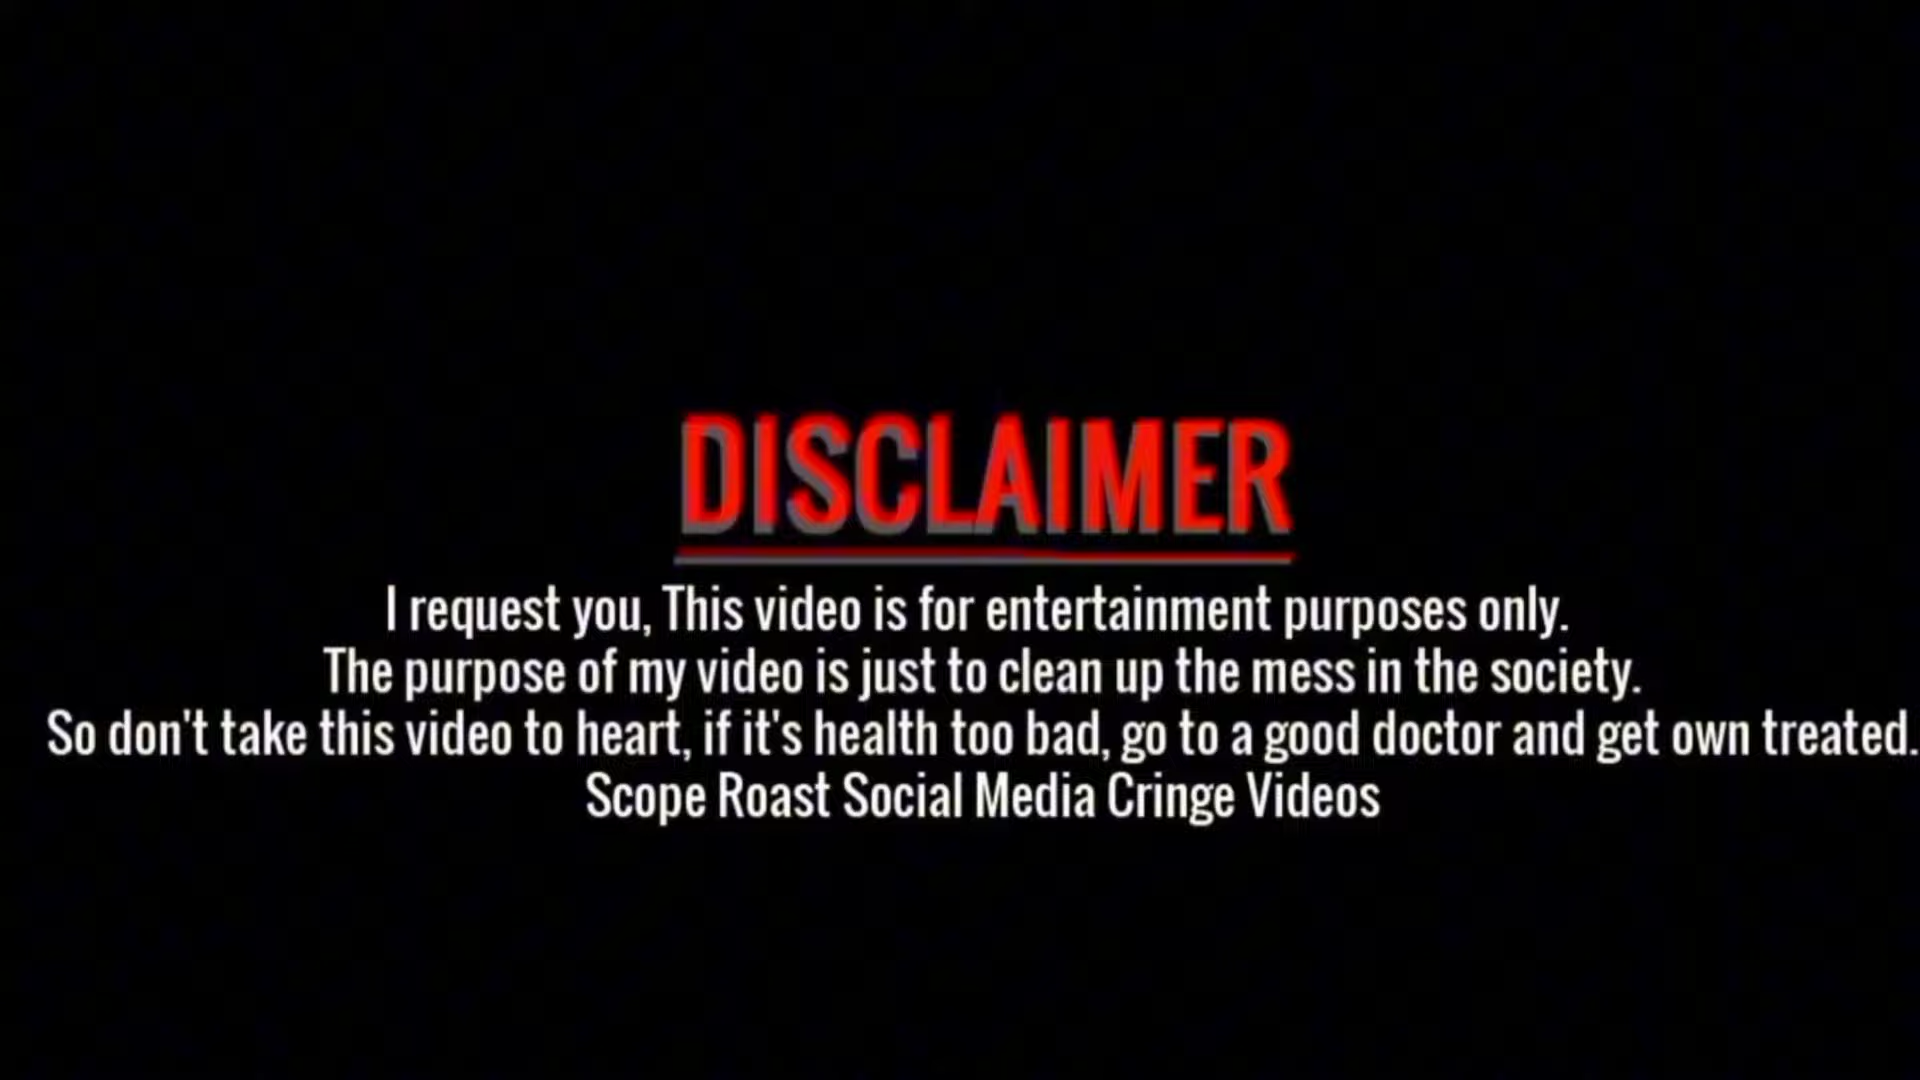 DISCLAIMER
I request you, This video is for entertainment purposes only.
The purpose of my video is just to clean up the mess in the society.
So don't take this video to heart, if it's health too bad, go to a good doctor and get own treated.
Scope Roast Social Media Cringe Videos